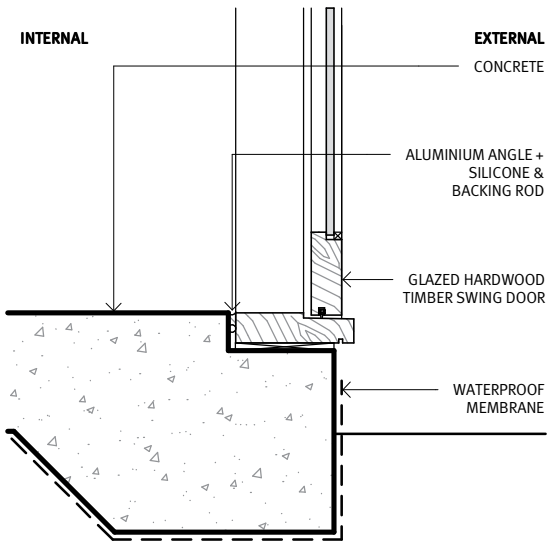 INTERNAL
EXTERNAL
CONCRETE
ALUMINIUM ANGLE +
SILICONE &
BACKING ROD
GLAZED HARDWOOD
TIMBER SWING DOOR
WATERPROOF
MEMBRANE